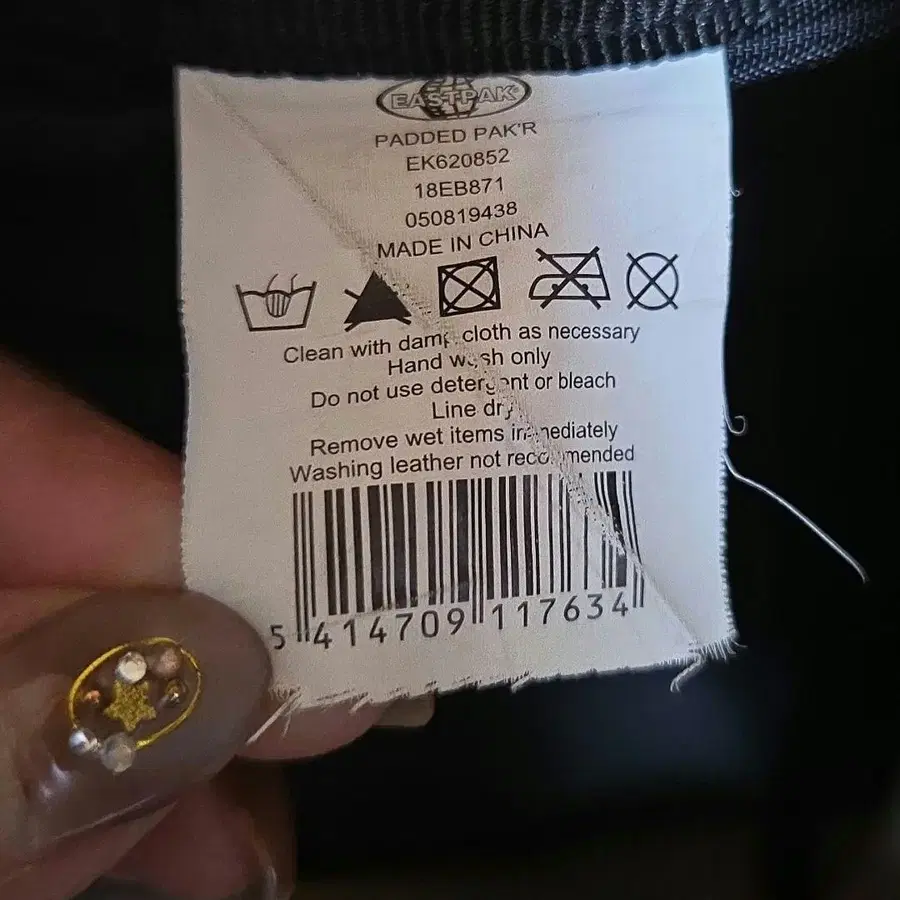 EASTPAK®
PADDED PAK'R
EK620852
18EB871
050819438
MADE IN CHINA
Clean with damp cloth as necessary
Hand wash only
Do not use detergent or bleach
Line dry
Remove wet items immediately
Washing leather not recommended
5 414709 117634